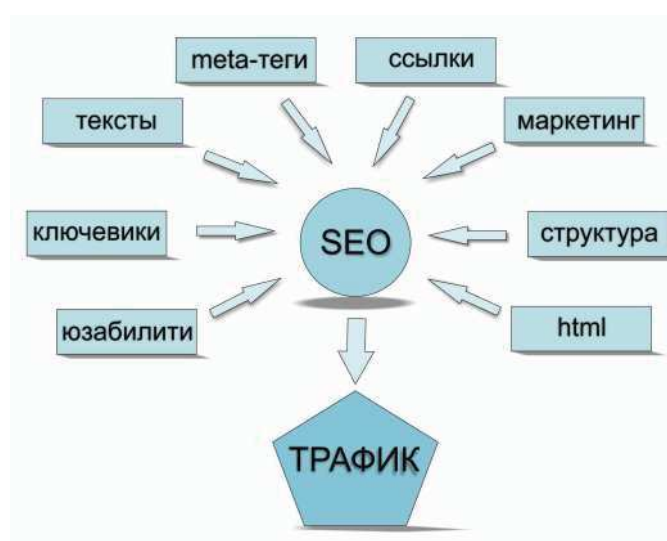 meta-теги
ссылки
тексты
маркетинг
ключевики
SEO
структура
юзабилити
html
ТРАФИК